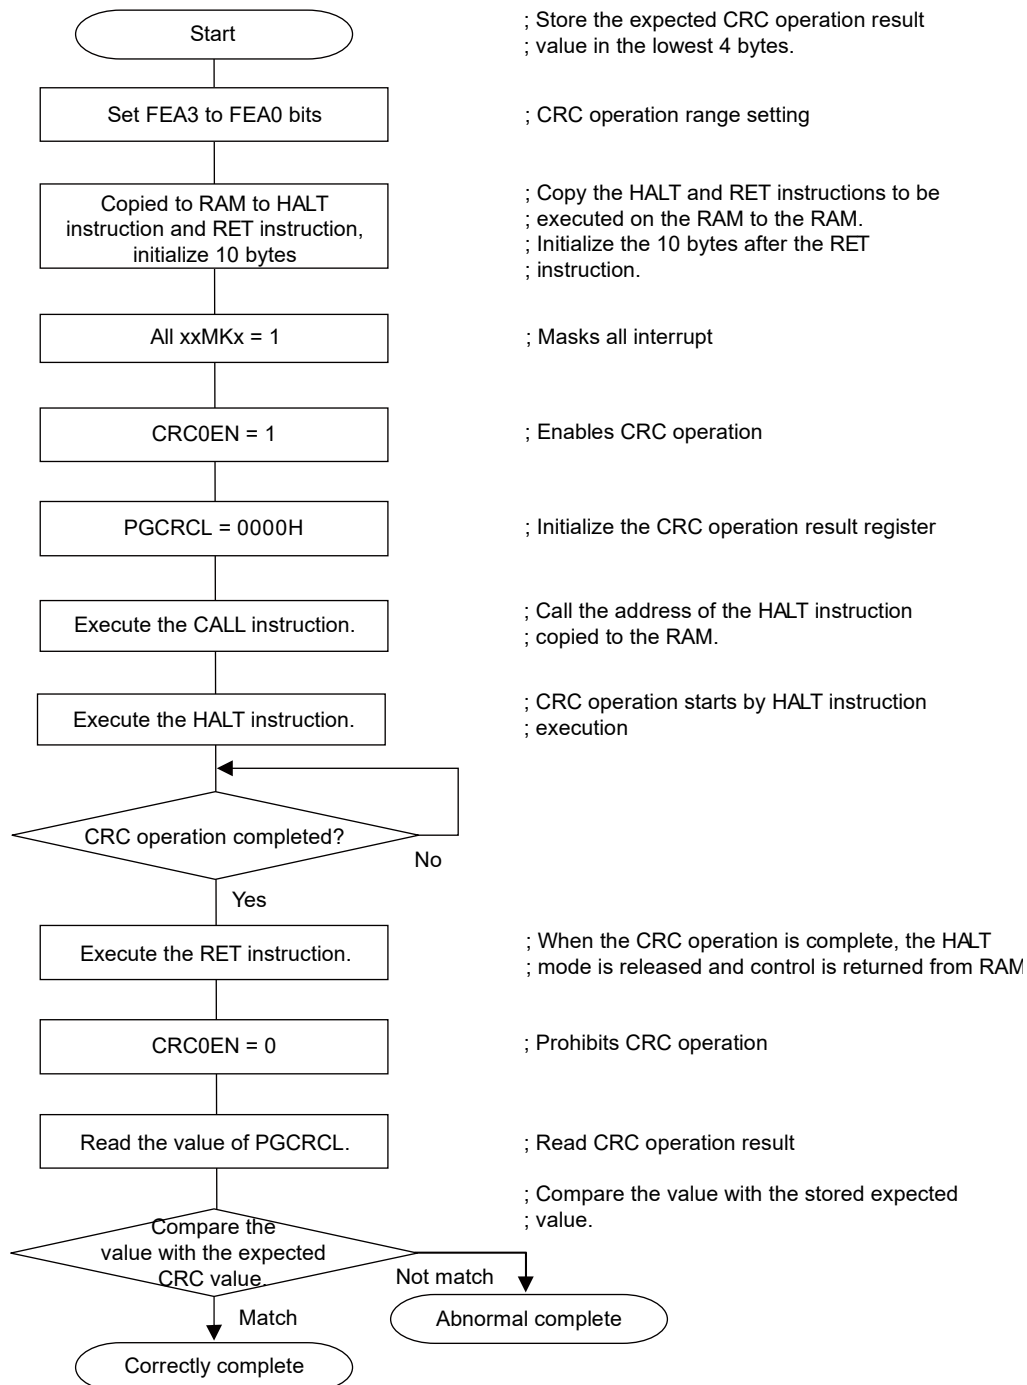 Start
; Store the expected CRC operation result
; value in the lowest 4 bytes.
Set FEA3 to FEA0 bits
; CRC operation range setting
Copied to RAM to HALT
instruction and RET instruction,
initialize 10 bytes
; Copy the HALT and RET instructions to be
; executed on the RAM to the RAM.
; Initialize the 10 bytes after the RET
; instruction.
All xxMKx = 1
; Masks all interrupt
CRC0EN = 1
; Enables CRC operation
PGCRCL = 0000H
; Initialize the CRC operation result register
Execute the CALL instruction.
; Call the address of the HALT instruction
; copied to the RAM.
Execute the HALT instruction.
; CRC operation starts by HALT instruction
; execution
CRC operation completed?
No
Yes
Execute the RET instruction.
; When the CRC operation is complete, the HALT
; mode is released and control is returned from RAM
CRC0EN = 0
; Prohibits CRC operation
Read the value of PGCRCL.
; Read CRC operation result
; Compare the value with the stored expected
; value.
Compare the
value with the expected
CRC value.
Not match
Match
Abnormal complete
Correctly complete